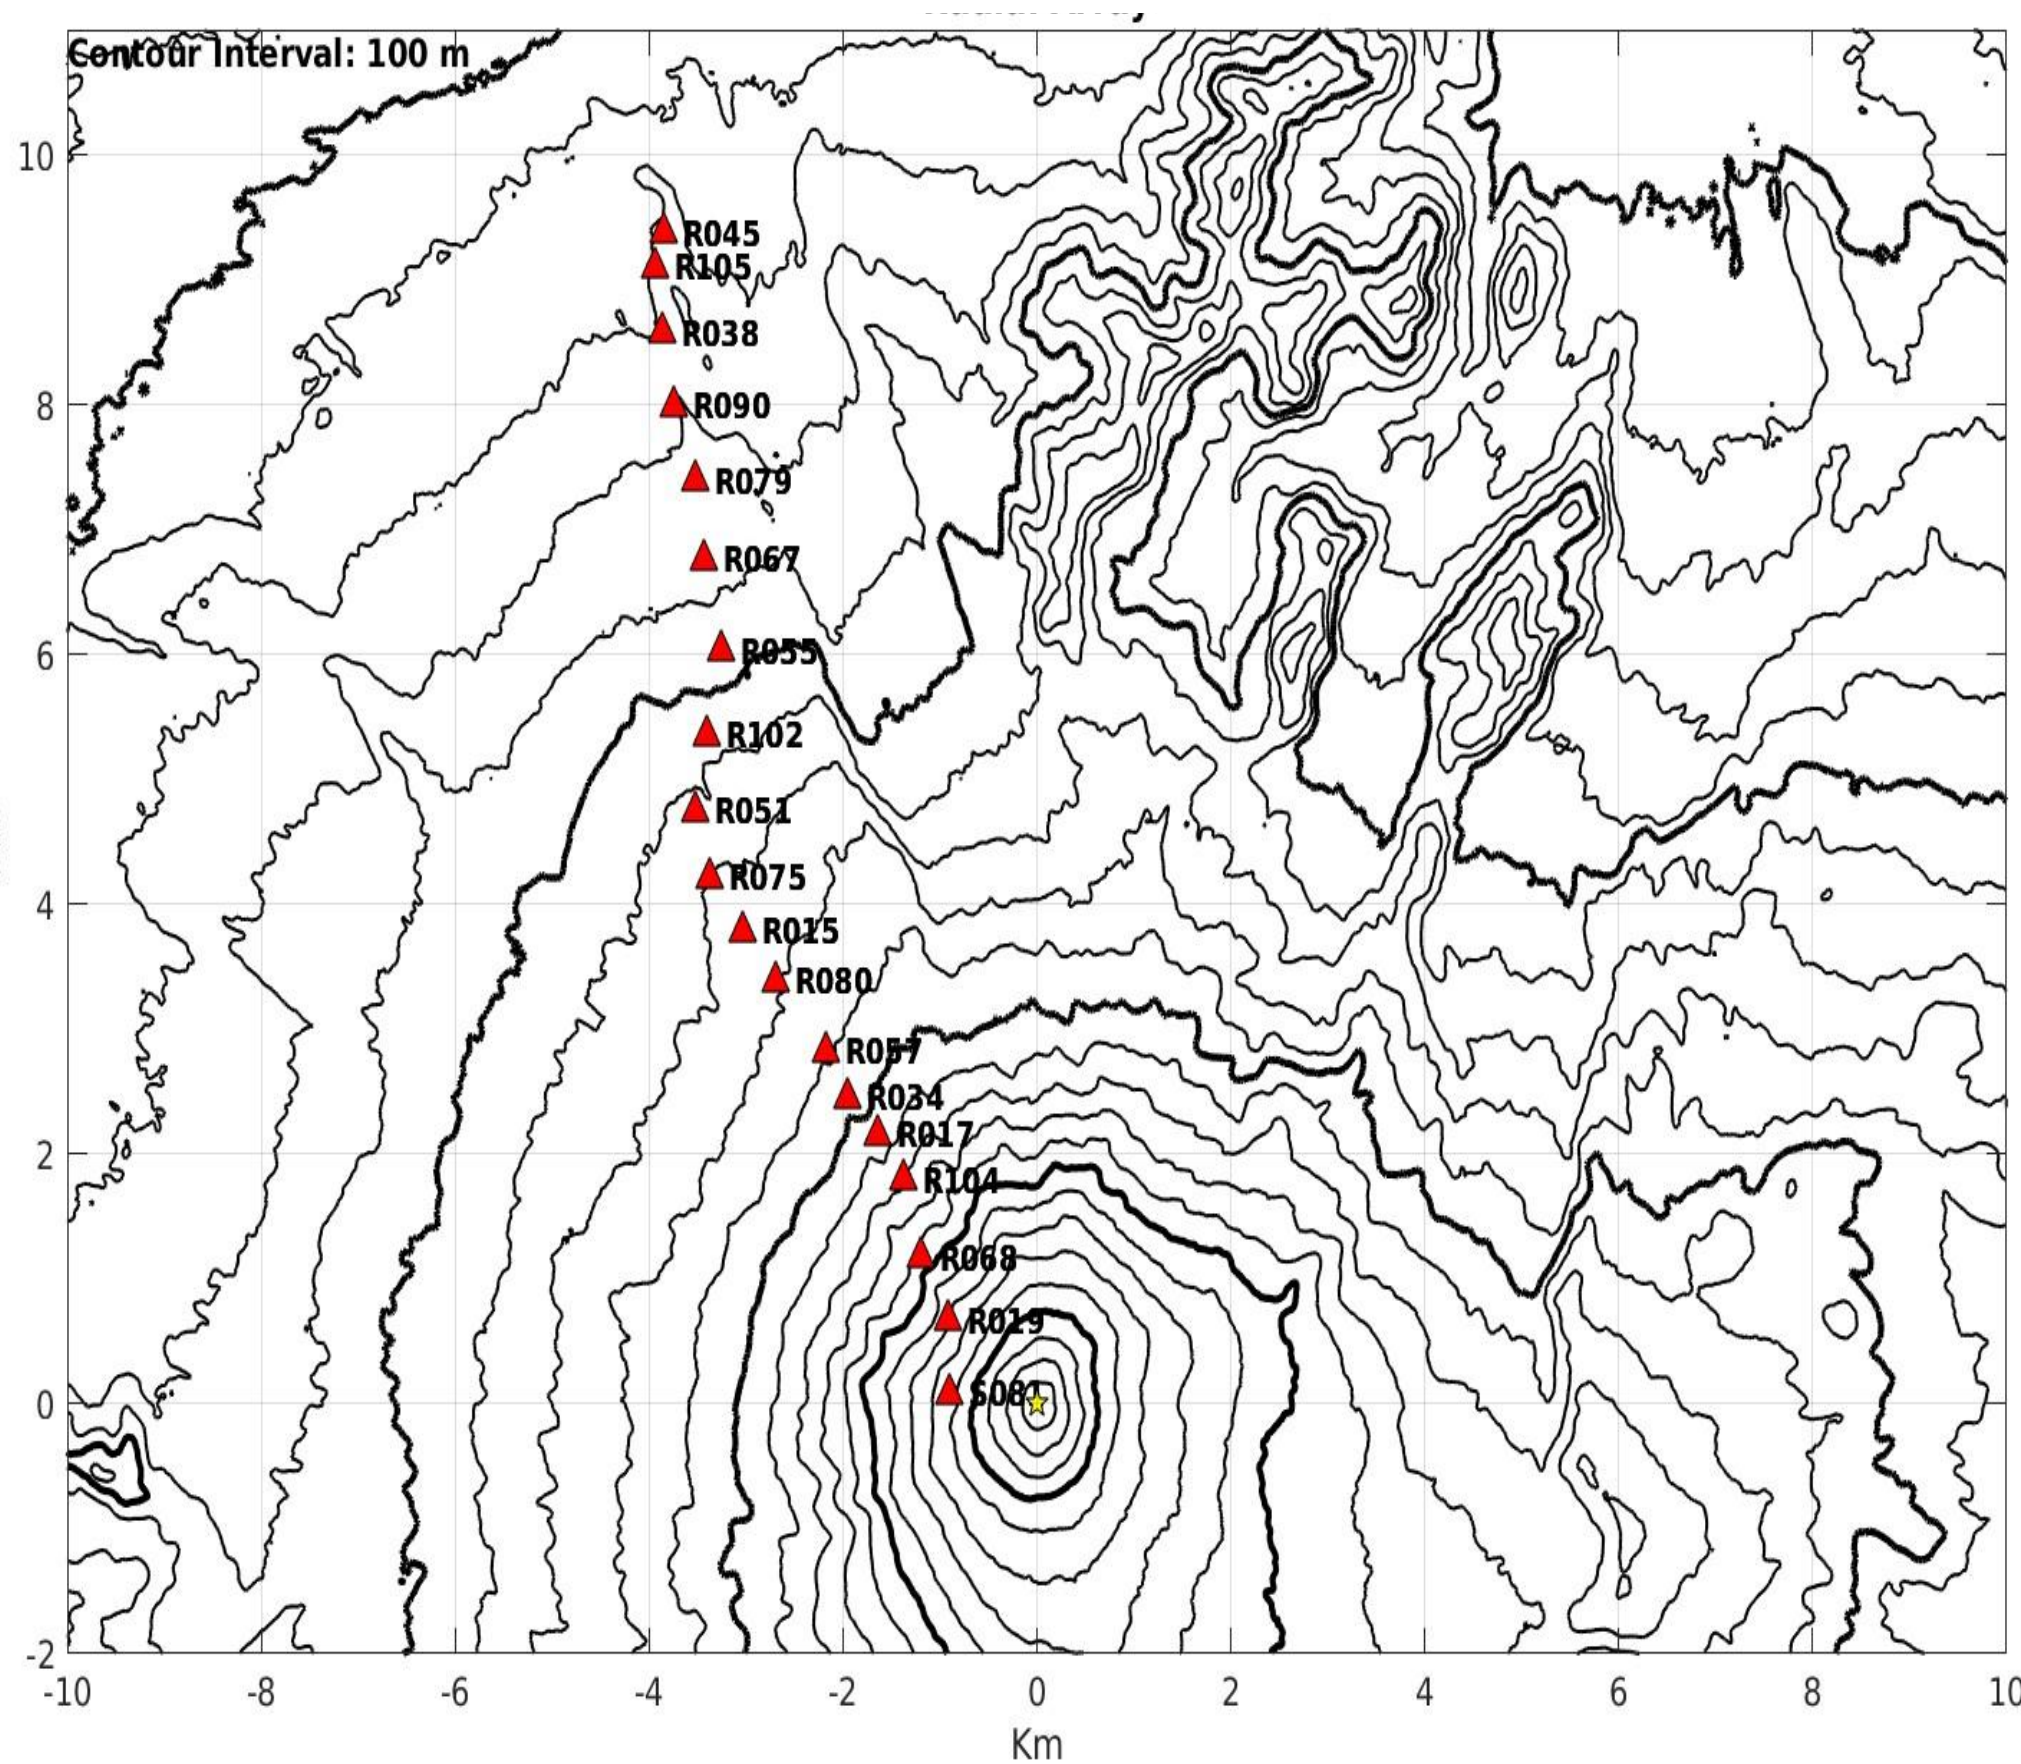 Contour Interval: 100 m
10
R045
R105
R038
8
R090
R079
R067
6
R055
R102
R051
R075
4
R015
R080
R057
R034
R017
2
R104
R068
R019
0
S081
-2
-10 -8 -6 -4 -2 0 2 4 6 8 10
Km